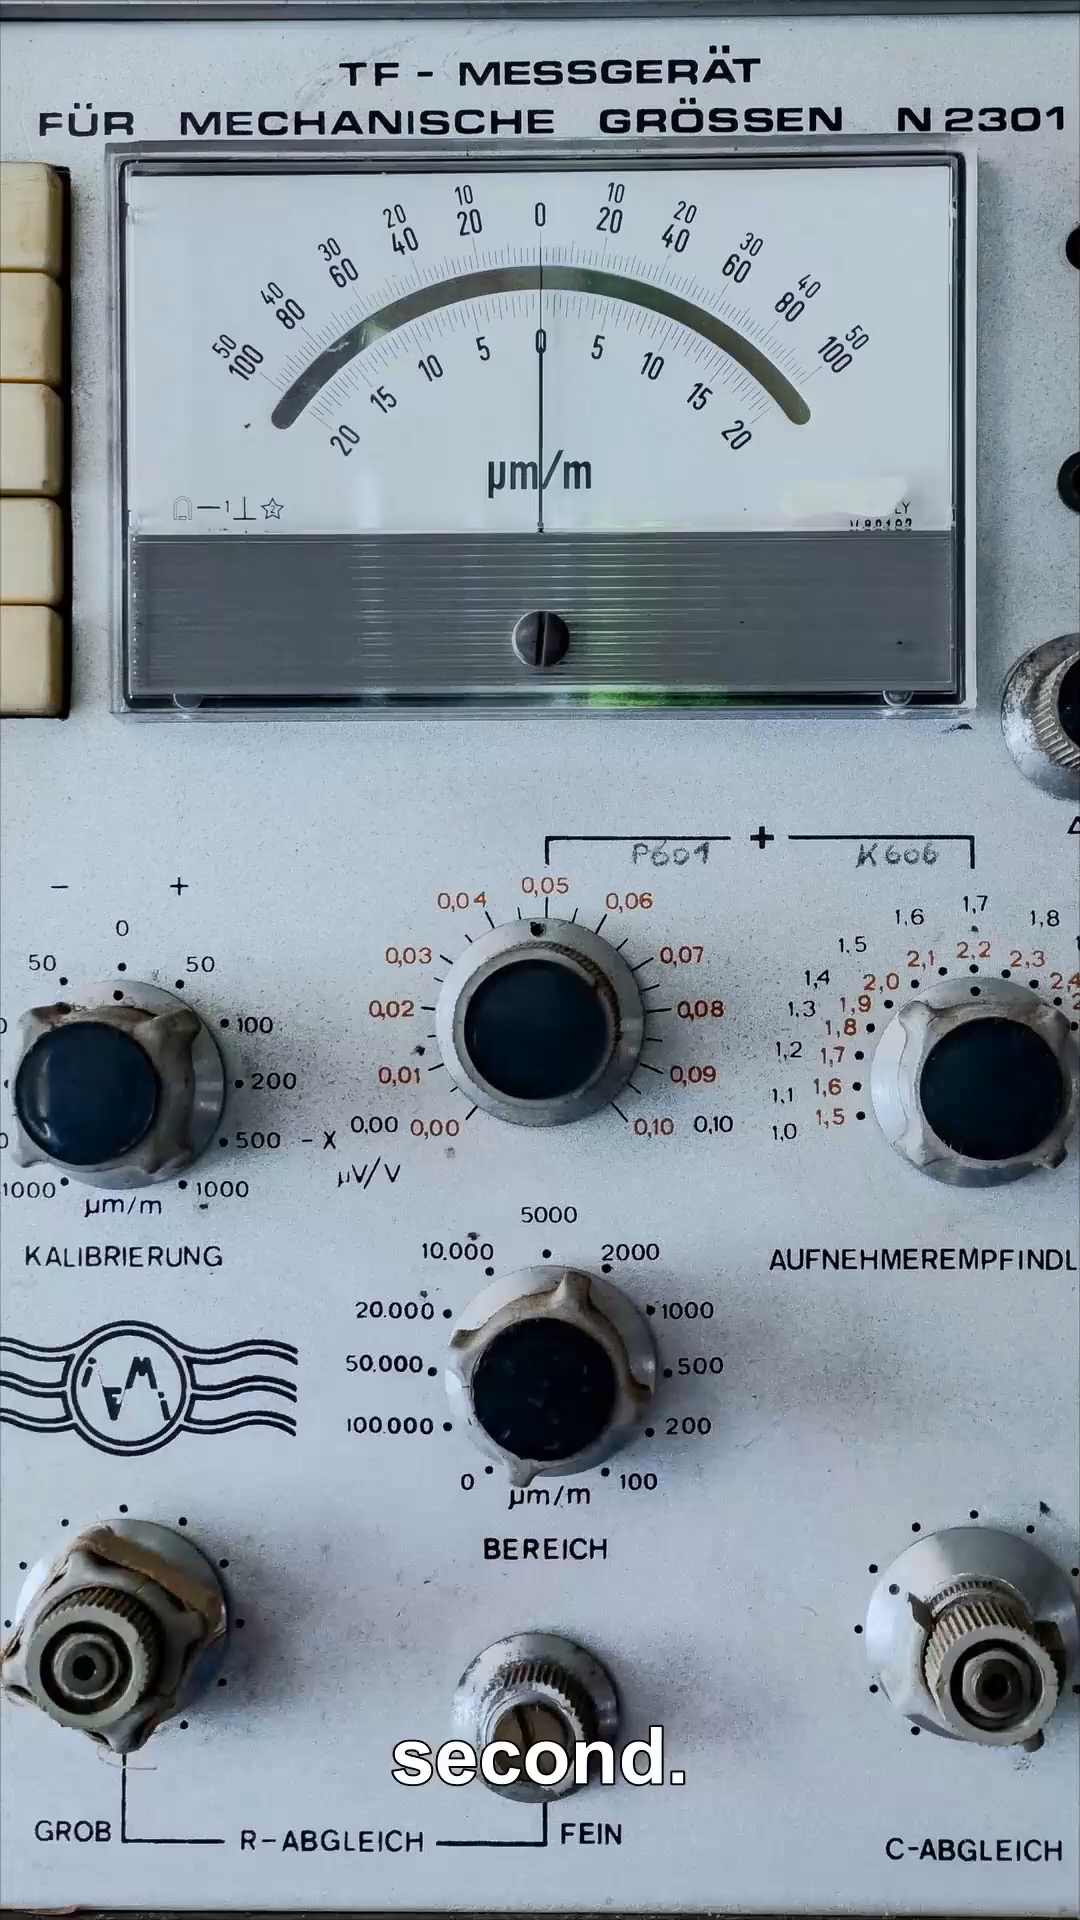 TF - MESSGERÄT
FÜR MECHANISCHE GRÖSSEN N2301
50 40 30 20 10 10 20 30 40 50
100 80 60 40 20 0 20 40 60 80 100
20 15 10 5 0 5 10 15 20
µm/m
P601 + K606
- +
0
50 50
100
200
500 - X
1000 1000
µm/m
KALIBRIERUNG
0,05
0,04 0,06
0,03 0,07
0,02 0,08
0,01 0,09
0,00 0,00 0,10 0,10
µV/V
1,7
1,6 1,8
1,5 2,1 2,2 2,3
1,4 2,0
1,3 1,9
1,8
1,2 1,7
1,1 1,6
1,0 1,5
AUFNEHMEREMPFINDL
5000
10.000 2000
20.000 1000
50.000 500
100.000 200
0 100
µm/m
BEREICH
second.
GROB R-ABGLEICH FEIN
C-ABGLEICH